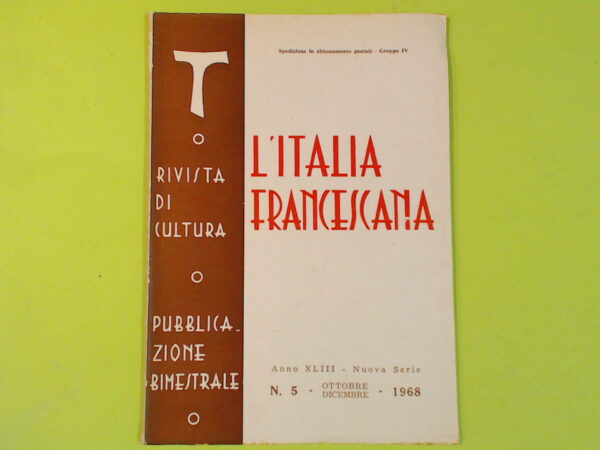 Spedizione in abbonamento postale - Gruppo IV
T
RIVISTA
DI
CULTURA
PUBBLICA-
ZIONE
BIMESTRALE
L'ITALIA
FRANCESCANA
Anno XLIII - Nuova Serie
N. 5 - OTTOBRE DICEMBRE - 1968